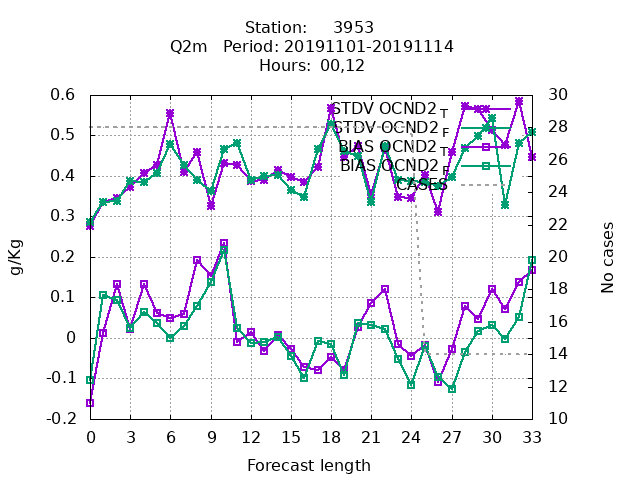 Station: 3953
Q2m Period: 20191101-20191114
Hours: 00,12
0.6
0.5
0.4
0.3
0.2
0.1
0
-0.1
-0.2
g/Kg
STDV OCND2 T
STDV OCND2 F
BIAS OCND2 T
BIAS OCND2 F
CASES
30
28
26
24
22
20
18
16
14
12
10
No cases
0 3 6 9 12 15 18 21 24 27 30 33
Forecast length